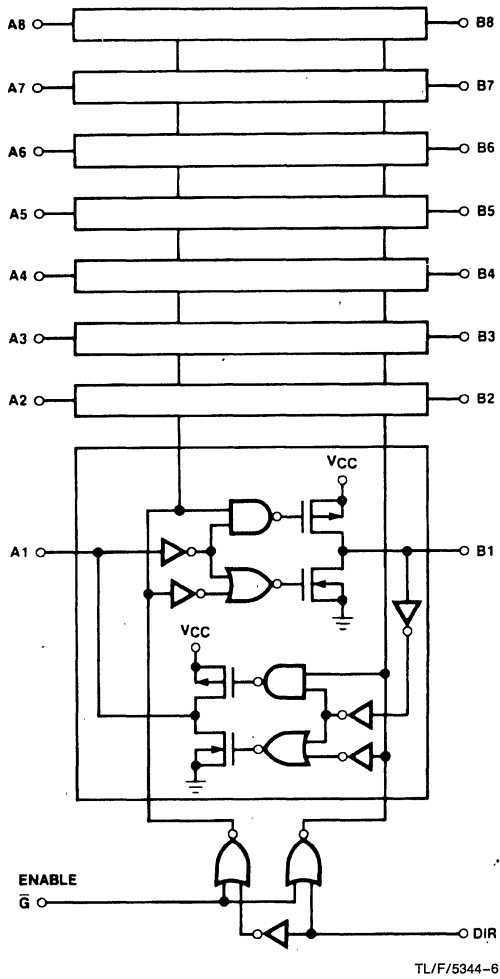 A8 B8
A7 B7
A6 B6
A5 B5
A4 B4
A3 B3
A2 B2
VCC
A1 B1
VCC
ENABLE
G̅
DIR
TL/F/5344-6